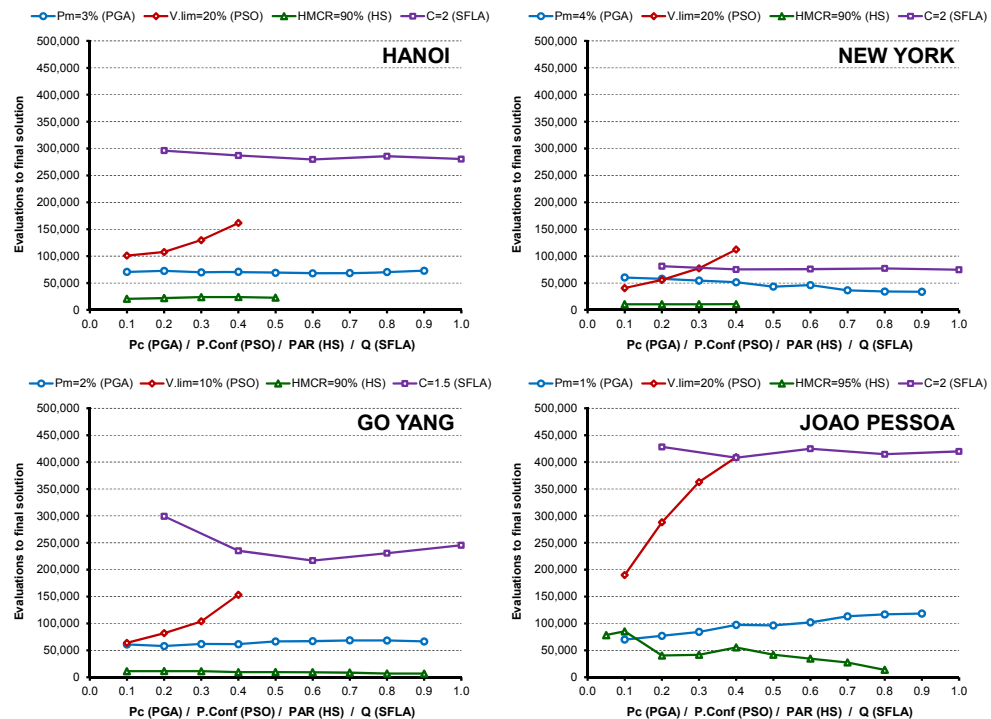 Pm=3% (PGA) V.lim=20% (PSO) HMCR=90% (HS) C=2 (SFLA)
HANOI
Evaluations to final solution
500,000
450,000
400,000
350,000
300,000
250,000
200,000
150,000
100,000
50,000
0
0.0 0.1 0.2 0.3 0.4 0.5 0.6 0.7 0.8 0.9 1.0
Pc (PGA) / P.Conf (PSO) / PAR (HS) / Q (SFLA)
Pm=4% (PGA) V.lim=20% (PSO) HMCR=90% (HS) C=2 (SFLA)
NEW YORK
Evaluations to final solution
500,000
450,000
400,000
350,000
300,000
250,000
200,000
150,000
100,000
50,000
0
0.0 0.1 0.2 0.3 0.4 0.5 0.6 0.7 0.8 0.9 1.0
Pc (PGA) / P.Conf (PSO) / PAR (HS) / Q (SFLA)
Pm=2% (PGA) V.lim=10% (PSO) HMCR=90% (HS) C=1.5 (SFLA)
GO YANG
Evaluations to final solution
500,000
450,000
400,000
350,000
300,000
250,000
200,000
150,000
100,000
50,000
0
0.0 0.1 0.2 0.3 0.4 0.5 0.6 0.7 0.8 0.9 1.0
Pc (PGA) / P.Conf (PSO) / PAR (HS) / Q (SFLA)
Pm=1% (PGA) V.lim=20% (PSO) HMCR=95% (HS) C=2 (SFLA)
JOAO PESSOA
Evaluations to final solution
500,000
450,000
400,000
350,000
300,000
250,000
200,000
150,000
100,000
50,000
0
0.0 0.1 0.2 0.3 0.4 0.5 0.6 0.7 0.8 0.9 1.0
Pc (PGA) / P.Conf (PSO) / PAR (HS) / Q (SFLA)